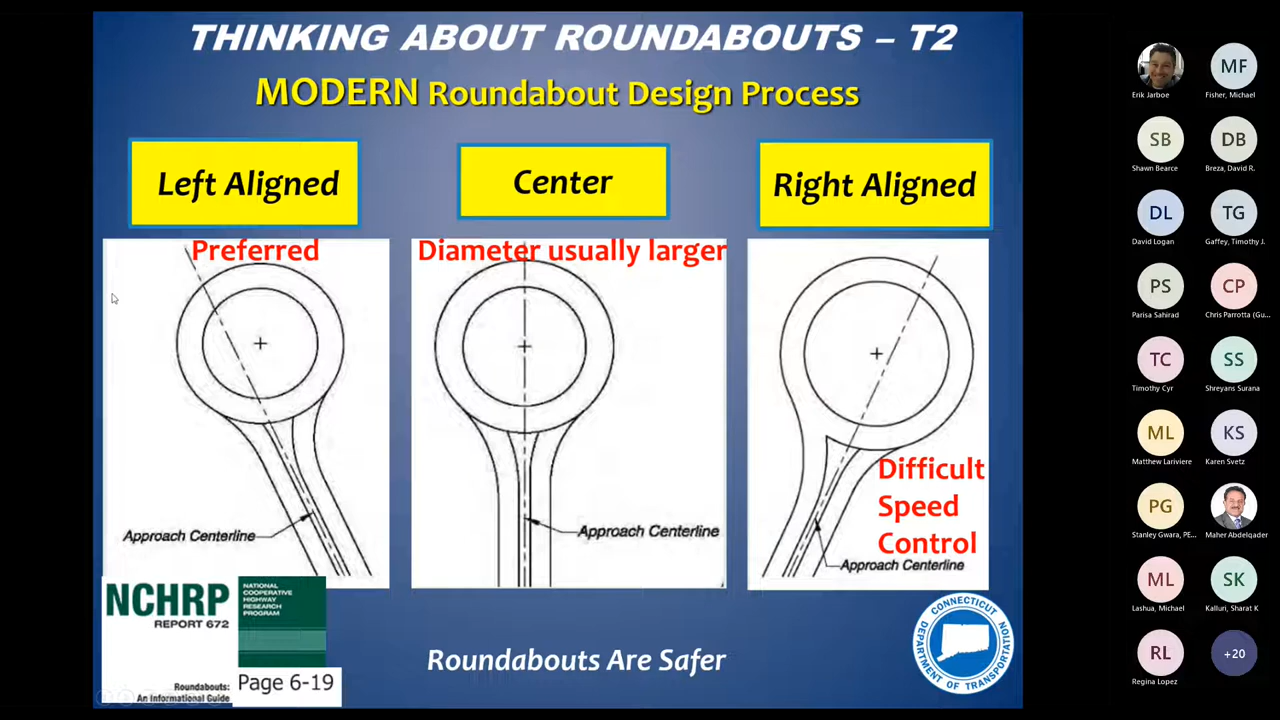 THINKING ABOUT ROUNDABOUTS – T2
MODERN Roundabout Design Process
Left Aligned
Center
Right Aligned
Preferred
Diameter usually larger
Difficult
Speed
Control
Approach Centerline
Approach Centerline
Approach Centerline
NCHRP
REPORT 672
NATIONAL
COOPERATIVE
HIGHWAY
RESEARCH
PROGRAM
Roundabouts:
An Informational Guide
Page 6-19
Roundabouts Are Safer
CONNECTICUT
DEPARTMENT OF TRANSPORTATION
Erik Jarboe
MF
Fisher, Michael
SB
Shawn Bearce
DB
Breza, David R.
DL
David Logan
TG
Gaffey, Timothy J.
PS
Parisa Sahirad
CP
Chris Parrotta (Gu...
TC
Timothy Cyr
SS
Shreyans Surana
ML
Matthew Lariviere
KS
Karen Svetz
PG
Stanley Gwara, PE...
Maher Abdelqader
ML
Lashua, Michael
SK
Kalluri, Sharat K
RL
Regina Lopez
+20